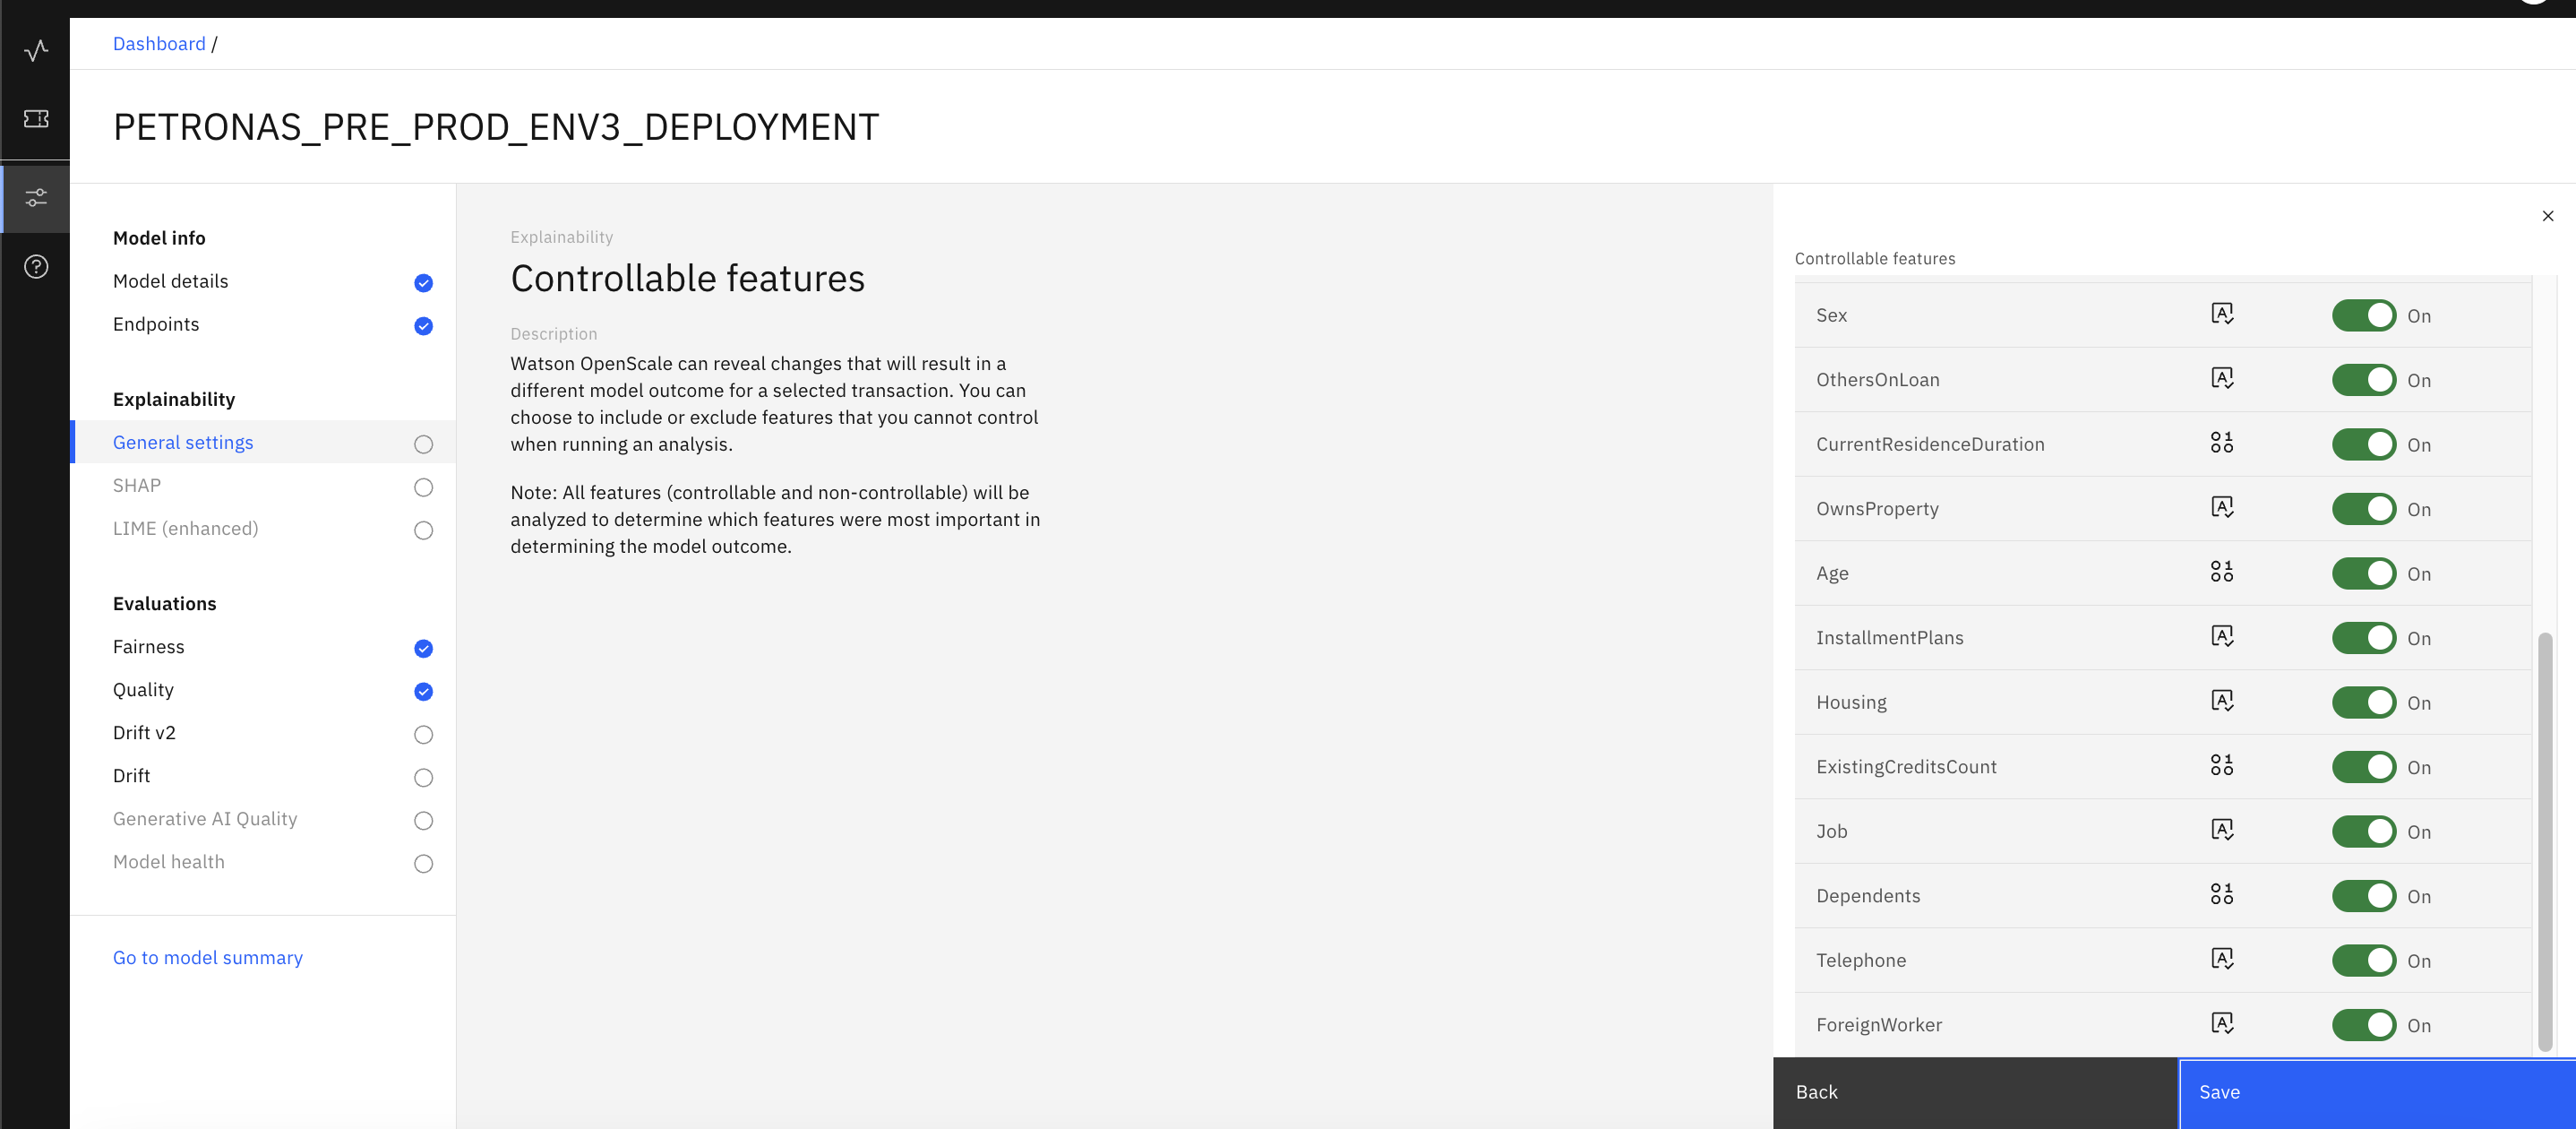 Dashboard /
PETRONAS_PRE_PROD_ENV3_DEPLOYMENT
Model info
Model details
Endpoints
Explainability
General settings
SHAP
LIME (enhanced)
Evaluations
Fairness
Quality
Drift v2
Drift
Generative AI Quality
Model health
Go to model summary
Explainability
Controllable features
Description
Watson OpenScale can reveal changes that will result in a
different model outcome for a selected transaction. You can
choose to include or exclude features that you cannot control
when running an analysis.
Note: All features (controllable and non-controllable) will be
analyzed to determine which features were most important in
determining the model outcome.
Controllable features
Sex On
OthersOnLoan On
CurrentResidenceDuration On
OwnsProperty On
Age On
InstallmentPlans On
Housing On
ExistingCreditsCount On
Job On
Dependents On
Telephone On
ForeignWorker On
Back
Save